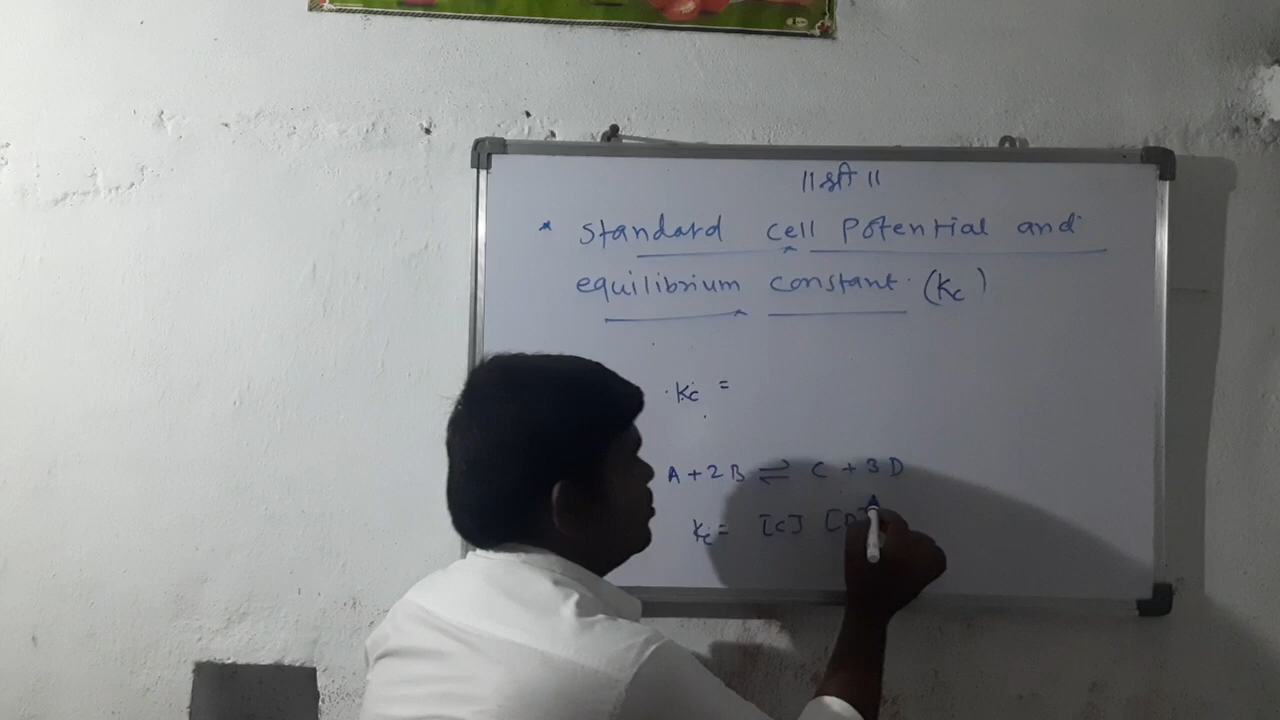 ॥ श्री ॥
* Standard cell potential and
equilibrium constant. (Kc)
Kc =
A + 2B ⇌ C + 3D
Kc = [C] [D]